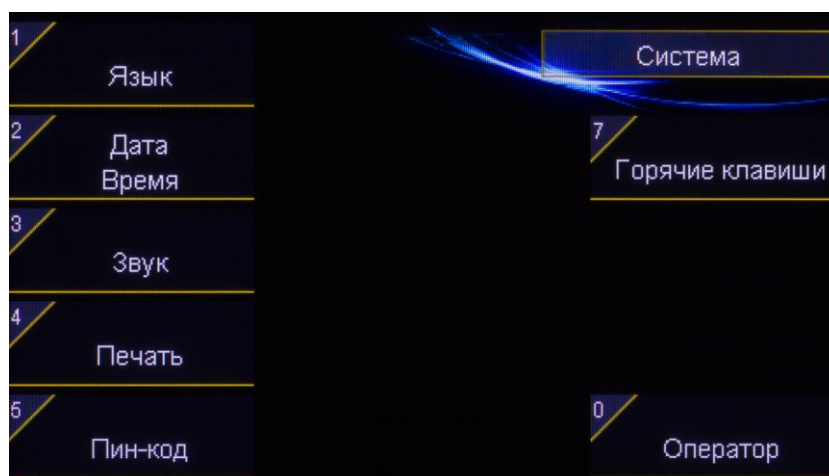 1
Язык
2
Дата
Время
3
Звук
4
Печать
5
Пин-код
Система
7
Горячие клавиши
0
Оператор